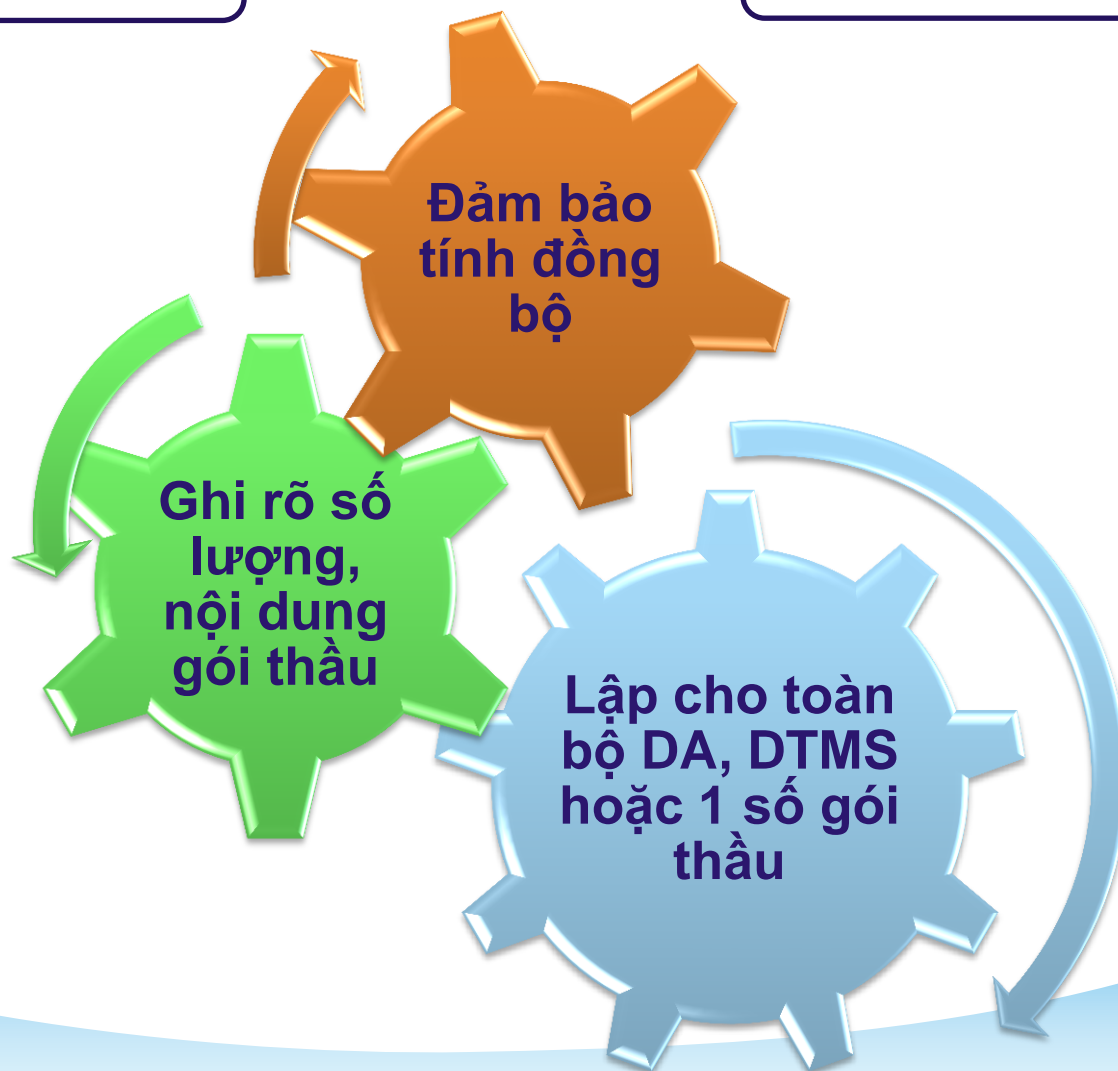 Đảm bảo
tính đồng
bộ
Ghi rõ số
lượng,
nội dung
gói thầu
Lập cho toàn
bộ DA, DTMS
hoặc 1 số gói
thầu